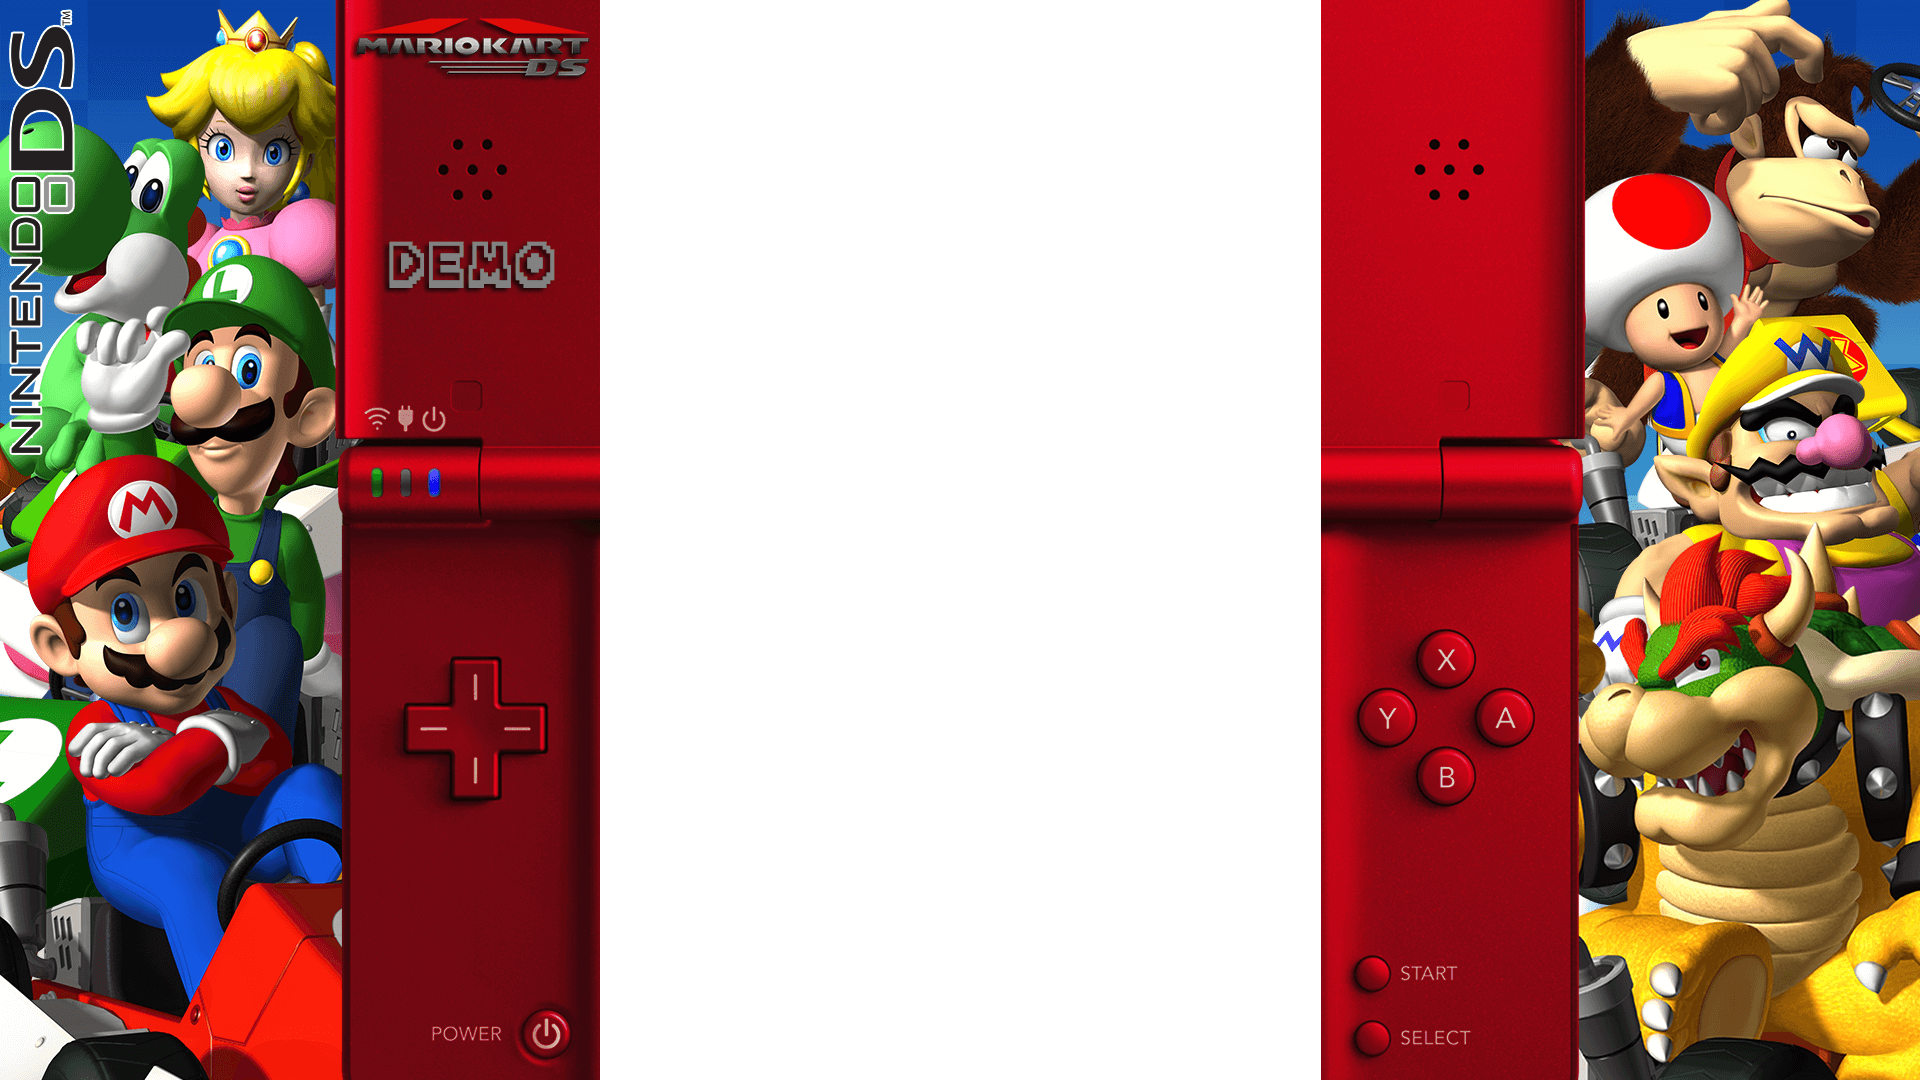 NINTENDO DS™
MARIOKART
DS
DEMO
L
M
POWER
W
X
Y
A
B
START
SELECT